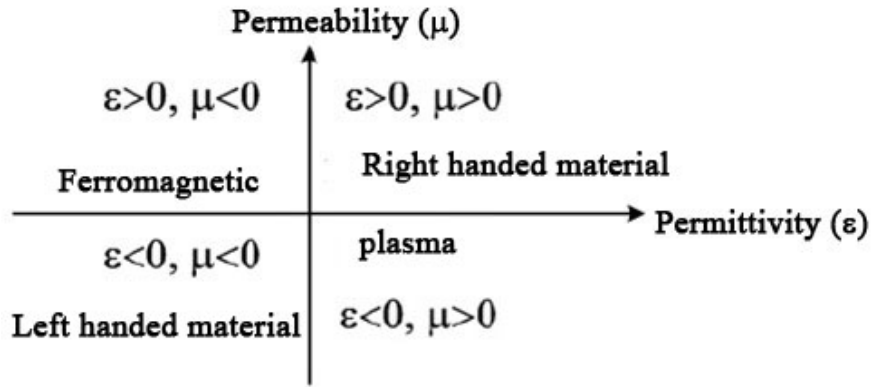 Permeability (μ)
ε>0, μ<0
ε>0, μ>0
Ferromagnetic
Right handed material
Permittivity (ε)
ε<0, μ<0
plasma
Left handed material
ε<0, μ>0